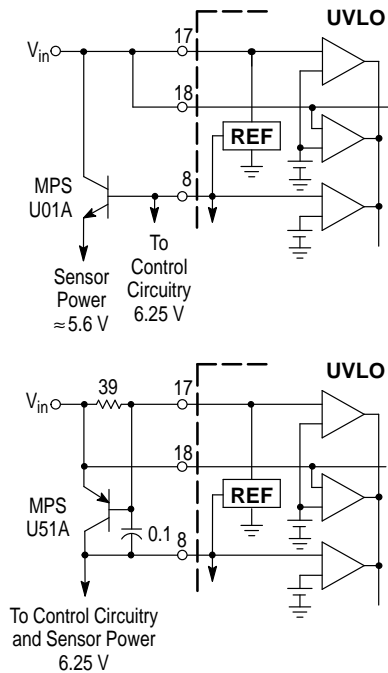 UVLO
17
Vin
18
REF
MPS
U01A
8
To
Control
Circuitry
6.25 V
Sensor
Power
≈ 5.6 V
UVLO
39
17
Vin
18
REF
MPS
U51A
0.1
8
To Control Circuitry
and Sensor Power
6.25 V